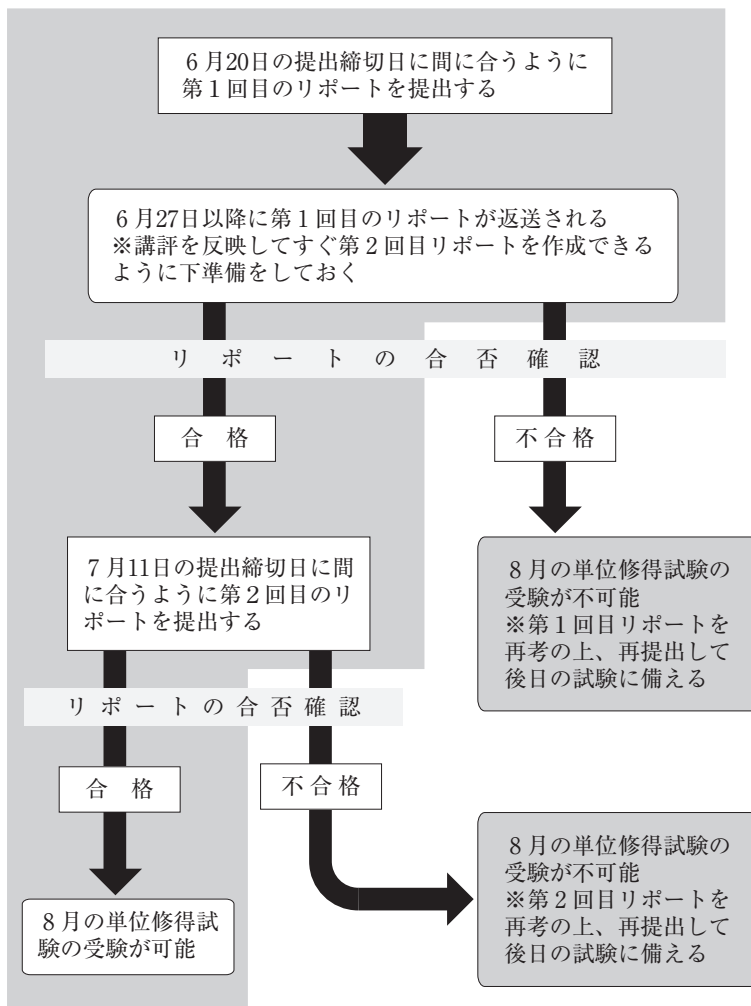 6月20日の提出締切日に間に合うように
第1回目のリポートを提出する
6月27日以降に第1回目のリポートが返送される
※講評を反映してすぐ第2回目リポートを作成できる
ように下準備をしておく
リポートの合否確認
合格
不合格
7月11日の提出締切日に間
に合うように第2回目のリ
ポートを提出する
8月の単位修得試験の
受験が不可能
※第1回目リポートを
再考の上、再提出して
後日の試験に備える
リポートの合否確認
合格
不合格
8月の単位修得試
験の受験が可能
8月の単位修得試験の
受験が不可能
※第2回目リポートを
再考の上、再提出して
後日の試験に備える